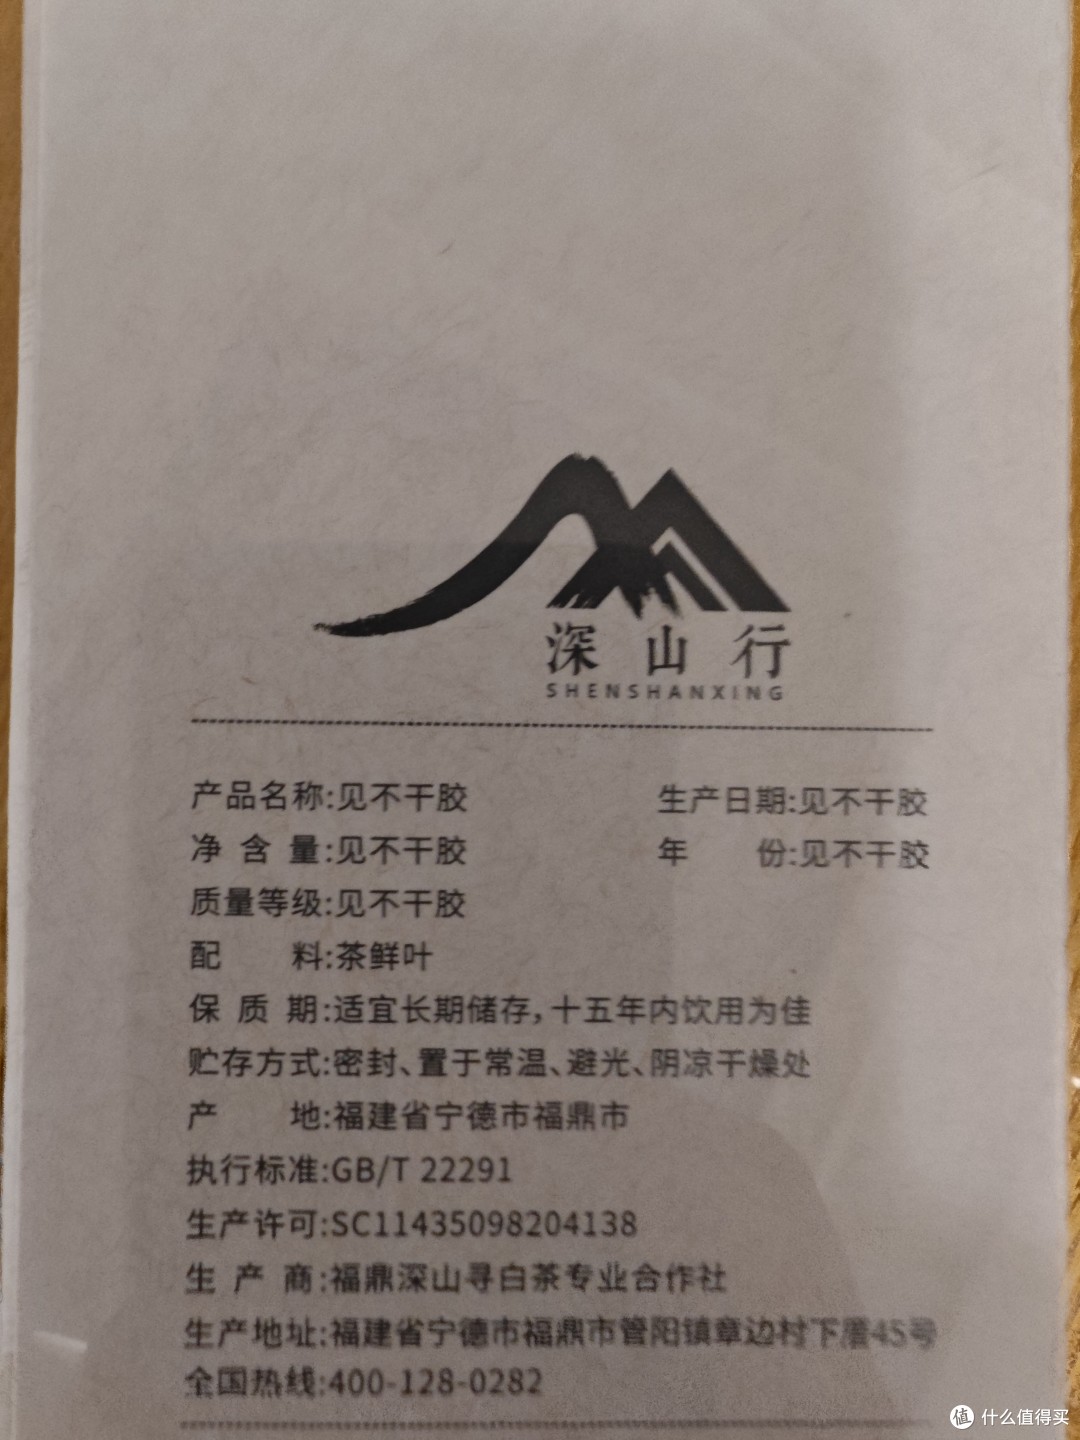 深山行
SHENSHANXING
产品名称:见不干胶 生产日期:见不干胶
净含量:见不干胶 年份:见不干胶
质量等级:见不干胶
配料:茶鲜叶
保质期:适宜长期储存,十五年内饮用为佳
贮存方式:密封、置于常温、避光、阴凉干燥处
产地:福建省宁德市福鼎市
执行标准:GB/T 22291
生产许可:SC11435098204138
生产商:福鼎深山寻白茶专业合作社
生产地址:福建省宁德市福鼎市管阳镇章边村下厝45号
全国热线:400-128-0282
值 什么值得买